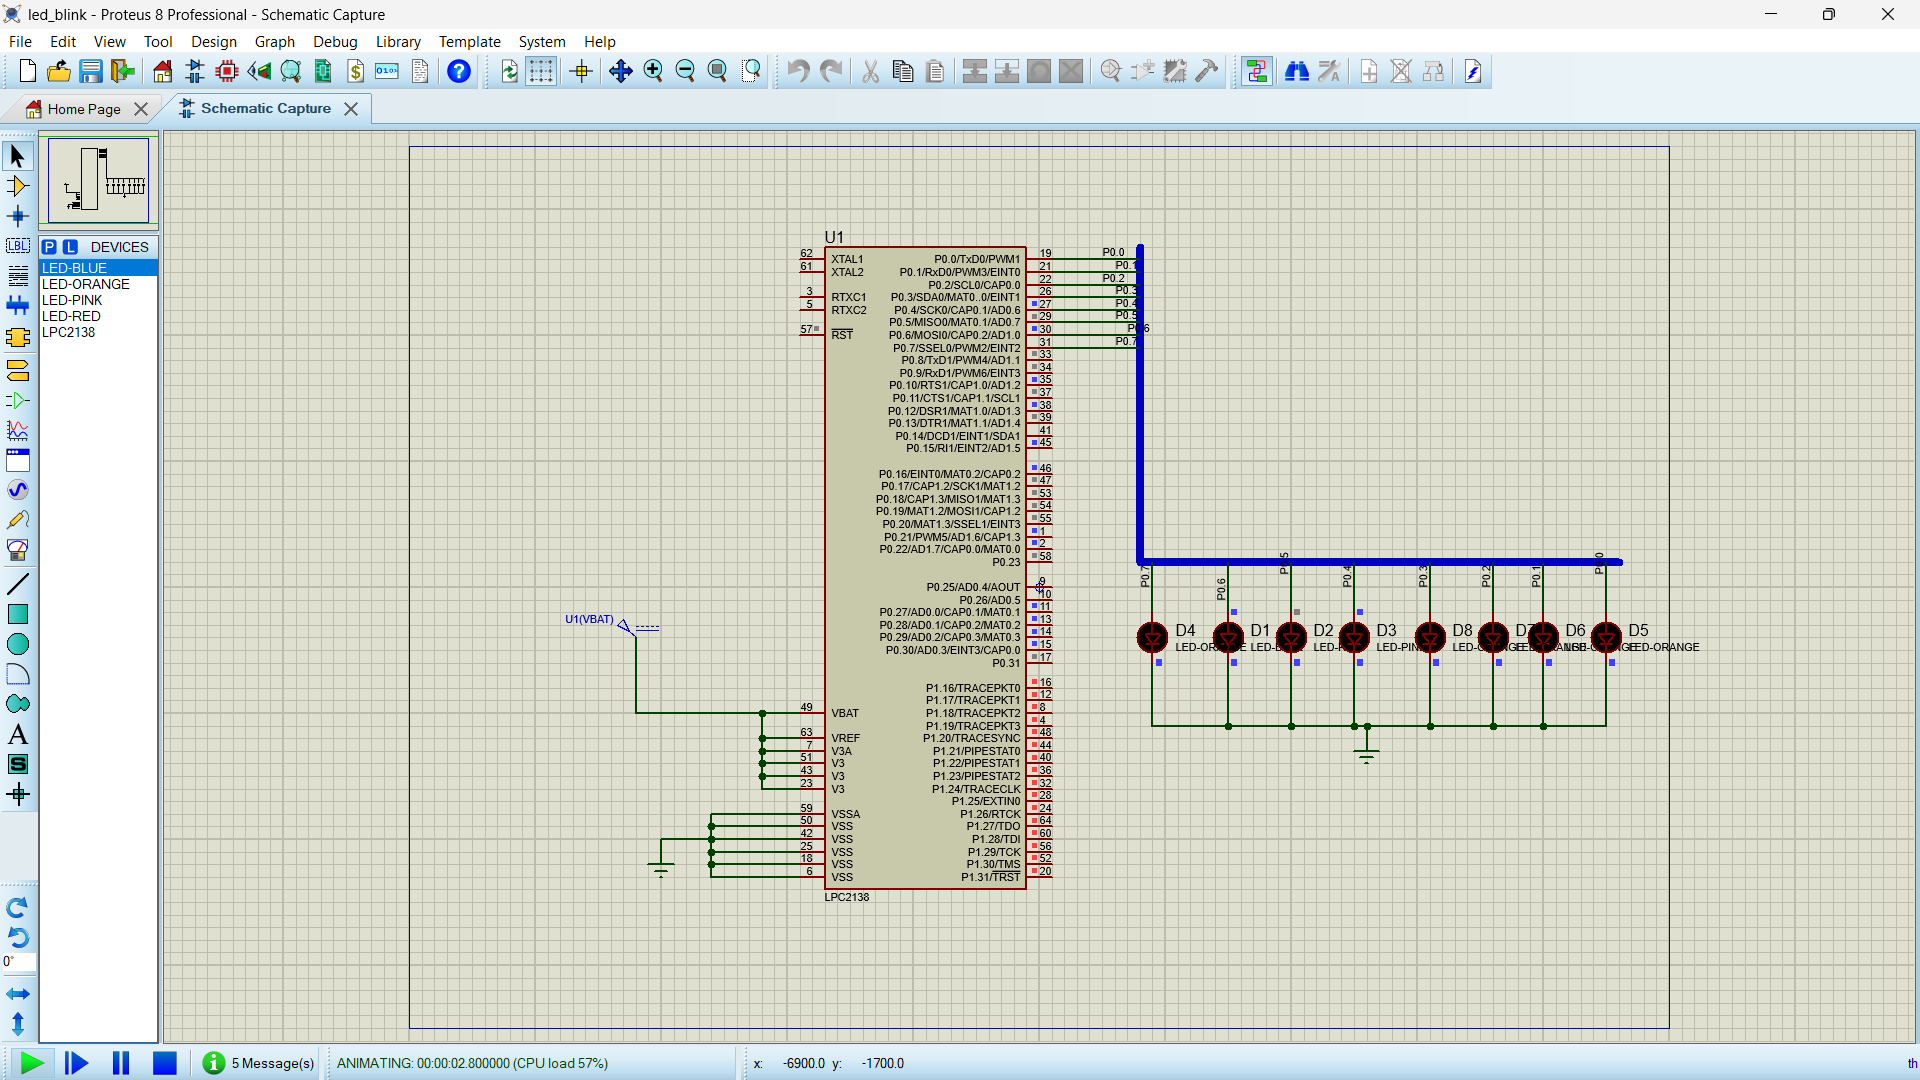 led_blink - Proteus 8 Professional - Schematic Capture
File Edit View Tool Design Graph Debug Library Template System Help
Home Page
Schematic Capture
P L DEVICES
LED-BLUE
LED-ORANGE
LED-PINK
LED-RED
LPC2138
LBL
A
S
0°
U1
62 XTAL1
61 XTAL2
3 RTXC1
5 RTXC2
57 RST
49 VBAT
63 VREF
7 V3A
51 V3
43 V3
23 V3
59 VSSA
50 VSS
42 VSS
25 VSS
18 VSS
6 VSS
LPC2138
U1(VBAT)
P0.0/TxD0/PWM1 19 P0.0
P0.1/RxD0/PWM3/EINT0 21 P0.1
P0.2/SCL0/CAP0.0 22 P0.2
P0.3/SDA0/MAT0..0/EINT1 26 P0.3
P0.4/SCK0/CAP0.1/AD0.6 27 P0.4
P0.5/MISO0/MAT0.1/AD0.7 29 P0.5
P0.6/MOSI0/CAP0.2/AD1.0 30 P0.6
P0.7/SSEL0/PWM2/EINT2 31 P0.7
P0.8/TxD1/PWM4/AD1.1 33
P0.9/RxD1/PWM6/EINT3 34
P0.10/RTS1/CAP1.0/AD1.2 35
P0.11/CTS1/CAP1.1/SCL1 37
P0.12/DSR1/MAT1.0/AD1.3 38
P0.13/DTR1/MAT1.1/AD1.4 39
P0.14/DCD1/EINT1/SDA1 41
P0.15/RI1/EINT2/AD1.5 45
P0.16/EINT0/MAT0.2/CAP0.2 46
P0.17/CAP1.2/SCK1/MAT1.2 47
P0.18/CAP1.3/MISO1/MAT1.3 53
P0.19/MAT1.2/MOSI1/CAP1.2 54
P0.20/MAT1.3/SSEL1/EINT3 55
P0.21/PWM5/AD1.6/CAP1.3 1
P0.22/AD1.7/CAP0.0/MAT0.0 2
P0.23 58
P0.25/AD0.4/AOUT 9
P0.26/AD0.5 10
P0.27/AD0.0/CAP0.1/MAT0.1 11
P0.28/AD0.1/CAP0.2/MAT0.2 13
P0.29/AD0.2/CAP0.3/MAT0.3 14
P0.30/AD0.3/EINT3/CAP0.0 15
P0.31 17
P1.16/TRACEPKT0 16
P1.17/TRACEPKT1 12
P1.18/TRACEPKT2 8
P1.19/TRACEPKT3 4
P1.20/TRACESYNC 48
P1.21/PIPESTAT0 44
P1.22/PIPESTAT1 40
P1.23/PIPESTAT2 36
P1.24/TRACECLK 32
P1.25/EXTIN0 28
P1.26/RTCK 24
P1.27/TDO 64
P1.28/TDI 60
P1.29/TCK 56
P1.30/TMS 52
P1.31/TRST 20
P0.7 P0.6 P0.4 P0.3 P0.2 P0.1
D4 D1 D2 D3 D8 D6 D5
LED-ORANGE
5 Message(s)
ANIMATING: 00:00:02.800000 (CPU load 57%)
x: -6900.0 y: -1700.0
th